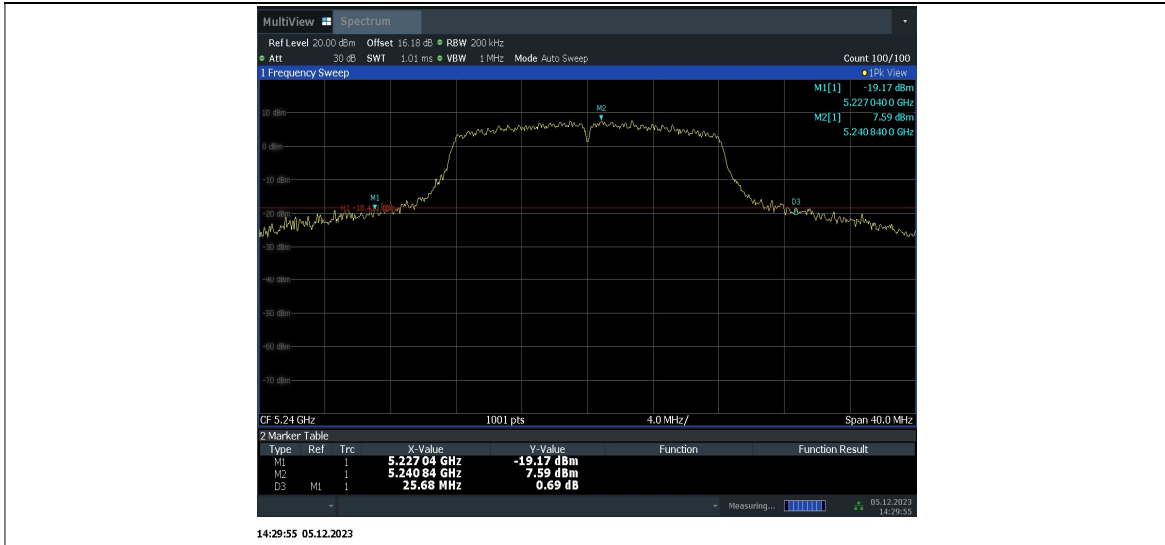 MultiView Spectrum
Ref Level 20.00 dBm Offset 16.18 dB RBW 200 kHz
Att 30 dB SWT 1.01 ms VBW 1 MHz Mode Auto Sweep Count 100/100
1 Frequency Sweep 1Pk View
M1[1] -19.17 dBm
5.227 040 0 GHz
M2[1] 7.59 dBm
5.240 840 0 GHz
M2
10 dBm
0 dBm
-10 dBm
M1
H1 -18.410 dBm
D3
-20 dBm
-30 dBm
-40 dBm
-50 dBm
-60 dBm
-70 dBm
CF 5.24 GHz 1001 pts 4.0 MHz/ Span 40.0 MHz
2 Marker Table
Type Ref Trc X-Value Y-Value Function Function Result
M1 1 5.227 04 GHz -19.17 dBm
M2 1 5.240 84 GHz 7.59 dBm
D3 M1 1 25.68 MHz 0.69 dB
Measuring... 05.12.2023
14:29:55
14:29:55 05.12.2023